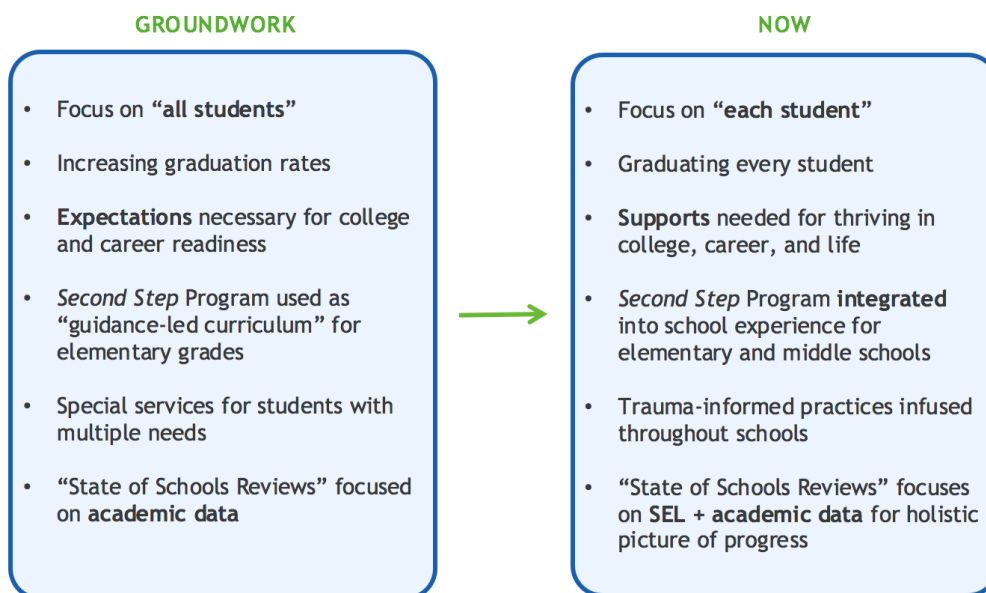 GROUNDWORK
• Focus on “all students”
• Increasing graduation rates
• Expectations necessary for college
and career readiness
• Second Step Program used as
“guidance-led curriculum” for
elementary grades
• Special services for students with
multiple needs
• “State of Schools Reviews” focused
on academic data
NOW
• Focus on “each student”
• Graduating every student
• Supports needed for thriving in
college, career, and life
• Second Step Program integrated
into school experience for
elementary and middle schools
• Trauma-informed practices infused
throughout schools
• “State of Schools Reviews” focuses
on SEL + academic data for holistic
picture of progress